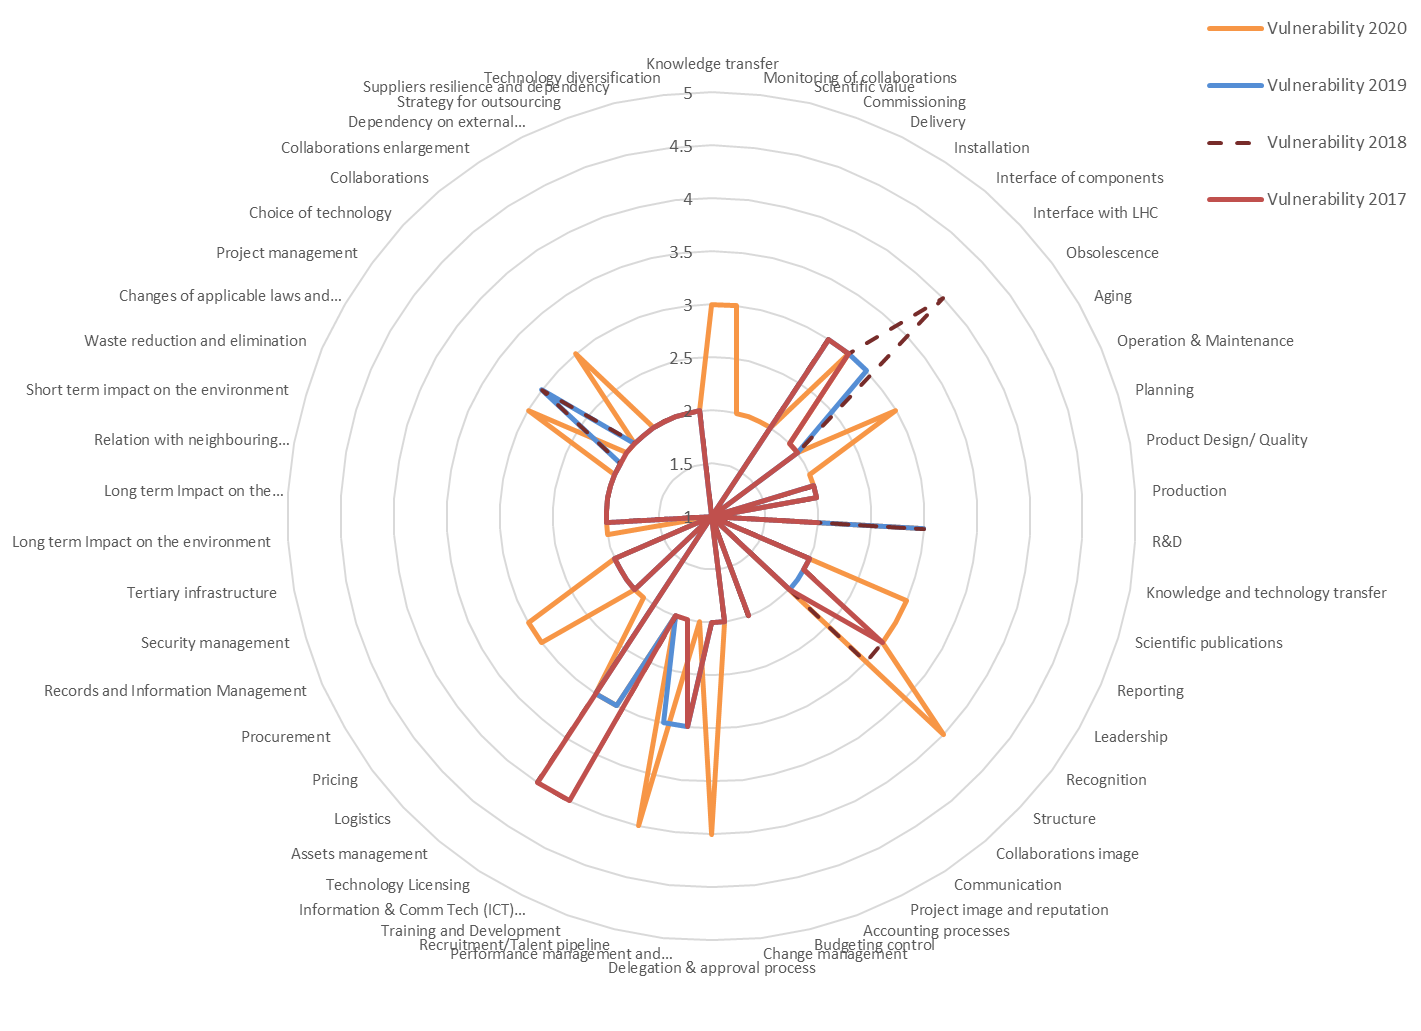 Vulnerability 2020
Vulnerability 2019
Vulnerability 2018
Vulnerability 2017
Knowledge transfer
Monitoring of collaborations
Scientific value
Commissioning
Delivery
Installation
Interface of components
Interface with LHC
Obsolescence
Aging
Operation & Maintenance
Planning
Product Design/ Quality
Production
R&D
Knowledge and technology transfer
Scientific publications
Reporting
Leadership
Recognition
Structure
Collaborations image
Communication
Project image and reputation
Accounting processes
Budgeting control
Change management
Delegation & approval process
Performance management and...
Recruitment/Talent pipeline
Training and Development
Information & Comm Tech (ICT)...
Technology Licensing
Assets management
Logistics
Pricing
Procurement
Records and Information Management
Security management
Tertiary infrastructure
Long term Impact on the environment
Long term Impact on the...
Relation with neighbouring...
Short term impact on the environment
Waste reduction and elimination
Changes of applicable laws and...
Project management
Choice of technology
Collaborations
Collaborations enlargement
Dependency on external...
Strategy for outsourcing
Suppliers resilience and dependency
Technology diversification
5
4.5
4
3.5
3
2.5
2
1.5
1